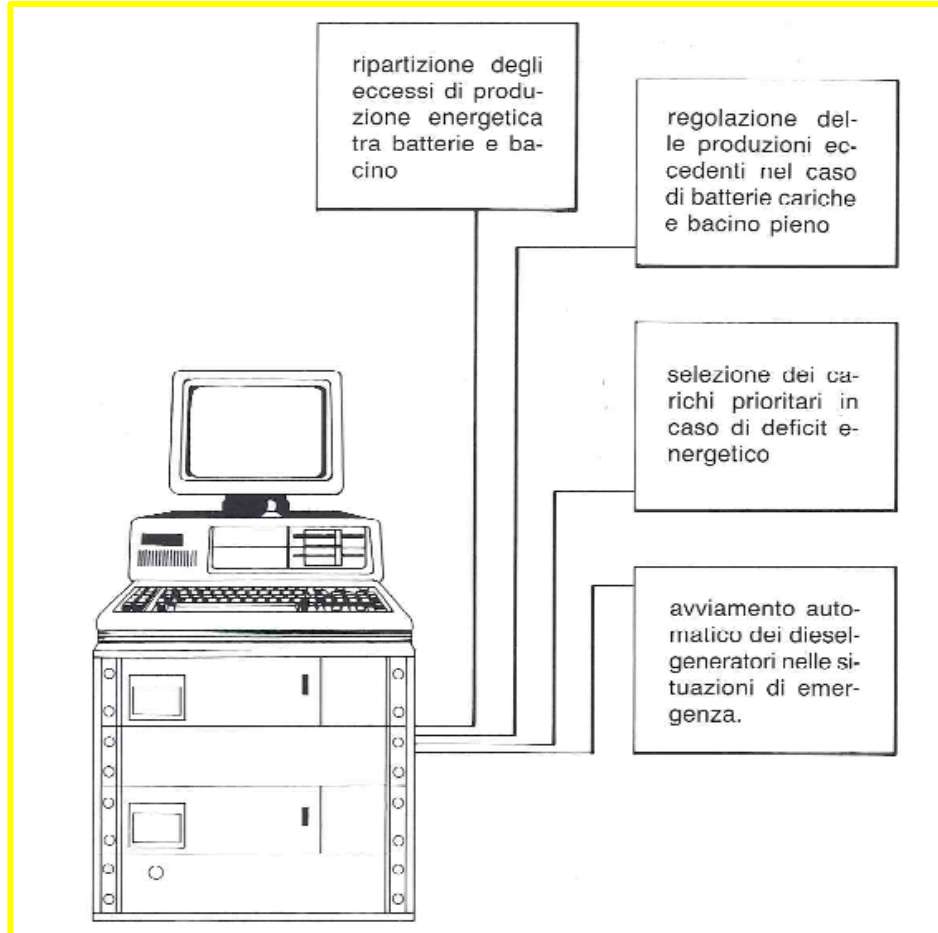 ripartizione degli
eccessi di produ-
zione energetica
tra batterie e ba-
cino
regolazione del-
le produzioni ec-
cedenti nel caso
di batterie cariche
e bacino pieno
selezione dei ca-
richi prioritari in
caso di deficit e-
nergetico
avviamento auto-
matico dei diesel-
generatori nelle si-
tuazioni di emer-
genza.